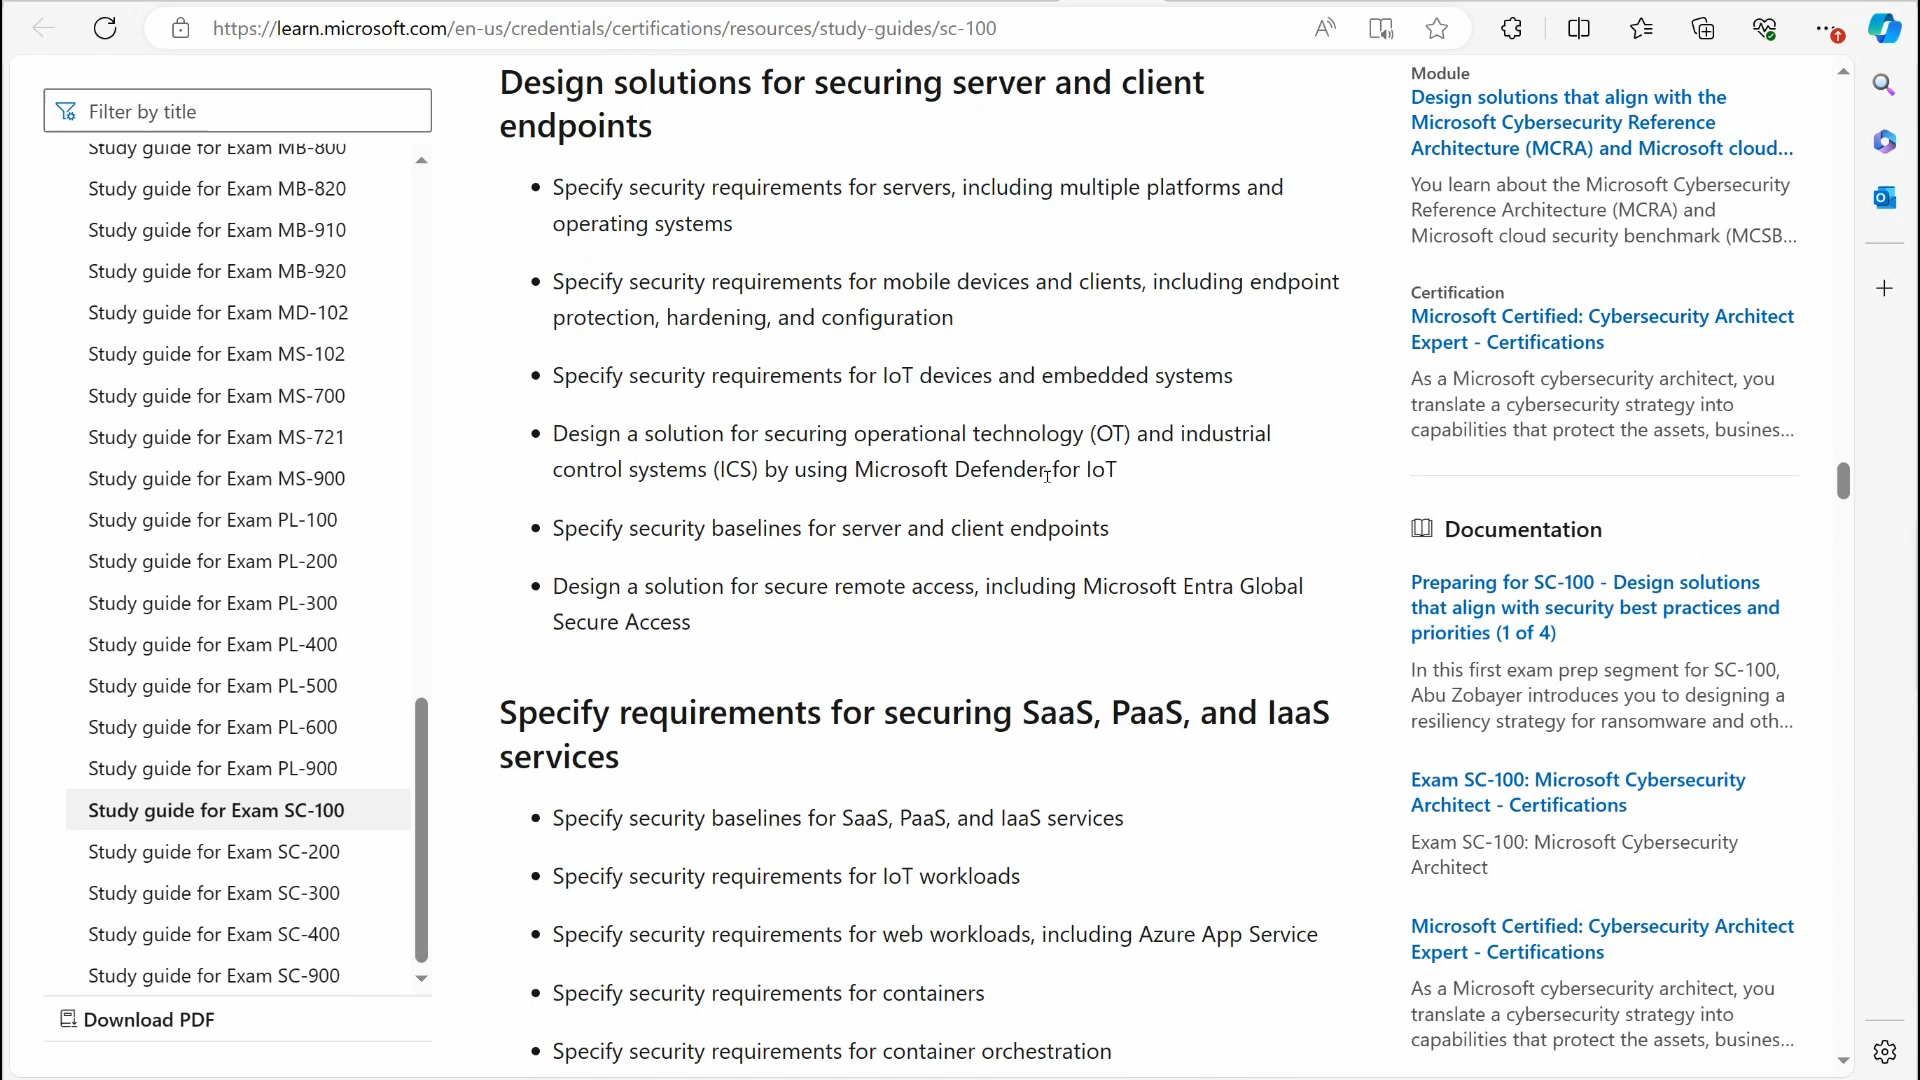 https://learn.microsoft.com/en-us/credentials/certifications/resources/study-guides/sc-100
Filter by title
Study guide for Exam MB-800
Study guide for Exam MB-820
Study guide for Exam MB-910
Study guide for Exam MB-920
Study guide for Exam MD-102
Study guide for Exam MS-102
Study guide for Exam MS-700
Study guide for Exam MS-721
Study guide for Exam MS-900
Study guide for Exam PL-100
Study guide for Exam PL-200
Study guide for Exam PL-300
Study guide for Exam PL-400
Study guide for Exam PL-500
Study guide for Exam PL-600
Study guide for Exam PL-900
Study guide for Exam SC-100
Study guide for Exam SC-200
Study guide for Exam SC-300
Study guide for Exam SC-400
Study guide for Exam SC-900
Download PDF
Design solutions for securing server and client
endpoints
• Specify security requirements for servers, including multiple platforms and
operating systems
• Specify security requirements for mobile devices and clients, including endpoint
protection, hardening, and configuration
• Specify security requirements for IoT devices and embedded systems
• Design a solution for securing operational technology (OT) and industrial
control systems (ICS) by using Microsoft Defender for IoT
• Specify security baselines for server and client endpoints
• Design a solution for secure remote access, including Microsoft Entra Global
Secure Access
Specify requirements for securing SaaS, PaaS, and IaaS
services
• Specify security baselines for SaaS, PaaS, and IaaS services
• Specify security requirements for IoT workloads
• Specify security requirements for web workloads, including Azure App Service
• Specify security requirements for containers
• Specify security requirements for container orchestration
Module
Design solutions that align with the
Microsoft Cybersecurity Reference
Architecture (MCRA) and Microsoft cloud...
You learn about the Microsoft Cybersecurity
Reference Architecture (MCRA) and
Microsoft cloud security benchmark (MCSB...
Certification
Microsoft Certified: Cybersecurity Architect
Expert - Certifications
As a Microsoft cybersecurity architect, you
translate a cybersecurity strategy into
capabilities that protect the assets, busines...
Documentation
Preparing for SC-100 - Design solutions
that align with security best practices and
priorities (1 of 4)
In this first exam prep segment for SC-100,
Abu Zobayer introduces you to designing a
resiliency strategy for ransomware and oth...
Exam SC-100: Microsoft Cybersecurity
Architect - Certifications
Exam SC-100: Microsoft Cybersecurity
Architect
Microsoft Certified: Cybersecurity Architect
Expert - Certifications
As a Microsoft cybersecurity architect, you
translate a cybersecurity strategy into
capabilities that protect the assets, busines...